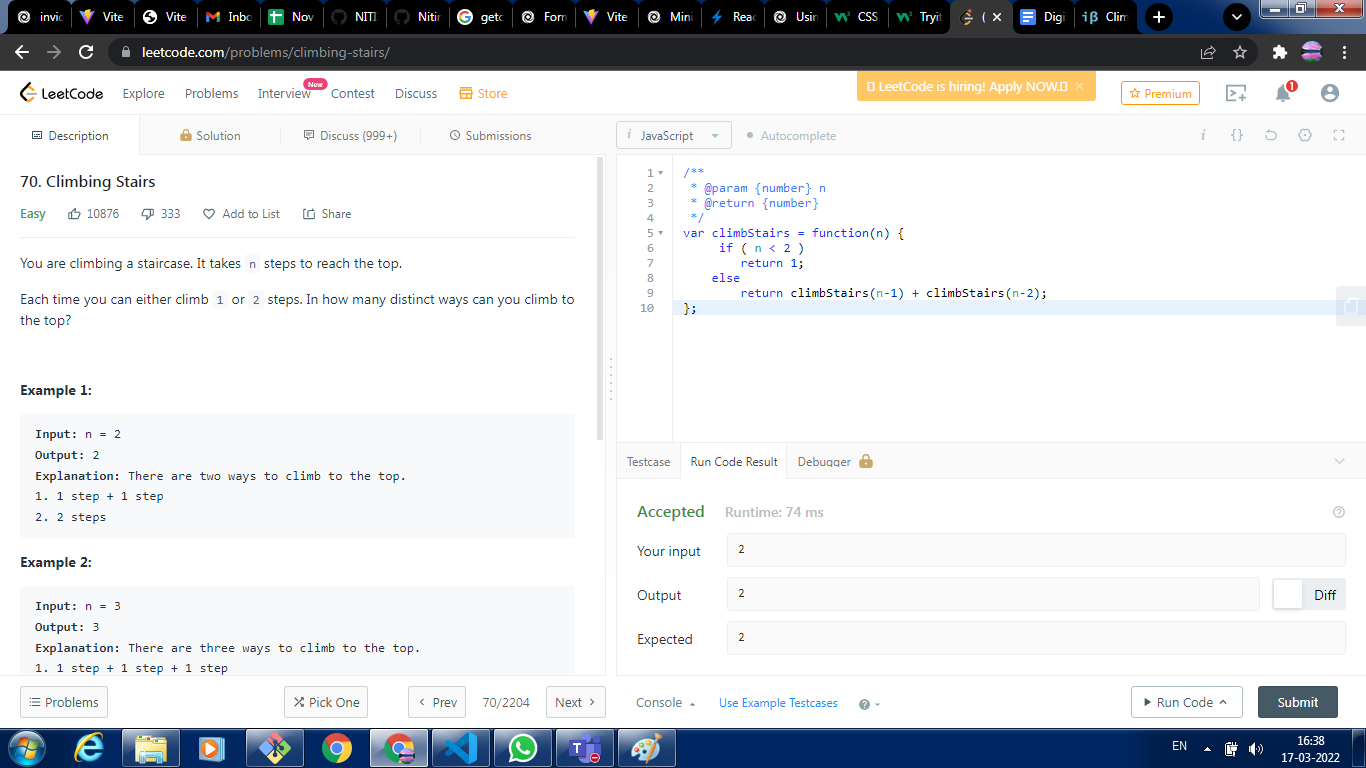 invic
Vite
Vite
Inbo
Nov
NITI
Nitir
getc
Form
Vite
Mini
Reac
Usin
CSS
Tryit
(
Digi
Clim
leetcode.com/problems/climbing-stairs/
LeetCode
Explore
Problems
Interview
New
Contest
Discuss
Store
LeetCode is hiring! Apply NOW.
×
Premium
1
Description
Solution
Discuss (999+)
Submissions
i JavaScript
Autocomplete
i {}
70. Climbing Stairs
Easy
10876
333
Add to List
Share
You are climbing a staircase. It takes n steps to reach the top.
Each time you can either climb 1 or 2 steps. In how many distinct ways can you climb to
the top?
Example 1:
Input: n = 2
Output: 2
Explanation: There are two ways to climb to the top.
1. 1 step + 1 step
2. 2 steps
Example 2:
Input: n = 3
Output: 3
Explanation: There are three ways to climb to the top.
1. 1 step + 1 step + 1 step
1 /**
2 * @param {number} n
3 * @return {number}
4 */
5 var climbStairs = function(n) {
6 if ( n < 2 )
7 return 1;
8 else
9 return climbStairs(n-1) + climbStairs(n-2);
10 };
Testcase
Run Code Result
Debugger
Accepted
Runtime: 74 ms
Your input
2
Output
2
Diff
Expected
2
Problems
Pick One
Prev
70/2204
Next
Console
Use Example Testcases
Run Code
Submit
EN
16:38
17-03-2022